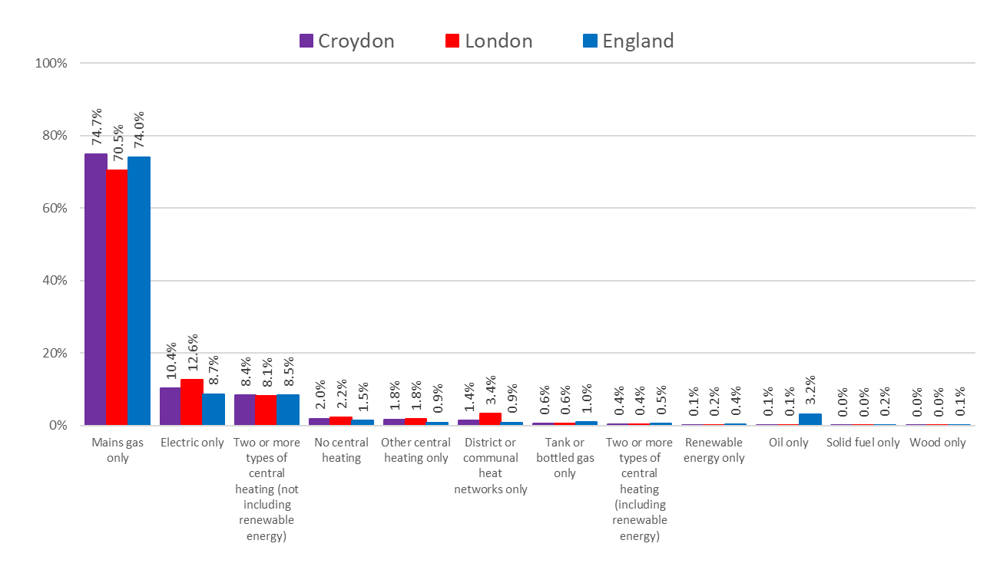 Croydon London England
100%
80%
60%
40%
20%
0%
74.7% 70.5% 74.0%
10.4% 12.6% 8.7%
8.4% 8.1% 8.5%
2.0% 2.2% 1.5%
1.8% 1.8% 0.9%
1.4% 3.4% 0.9%
0.6% 0.6% 1.0%
0.4% 0.4% 0.5%
0.1% 0.2% 0.4%
0.1% 0.1% 3.2%
0.0% 0.0% 0.2%
0.0% 0.0% 0.1%
Mains gas
only
Electric only
Two or more
types of
central
heating (not
including
renewable
energy)
No central
heating
Other central
heating only
District or
communal
heat
networks only
Tank or
bottled gas
only
Two or more
types of
central
heating
(including
renewable
energy)
Renewable
energy only
Oil only
Solid fuel only
Wood only